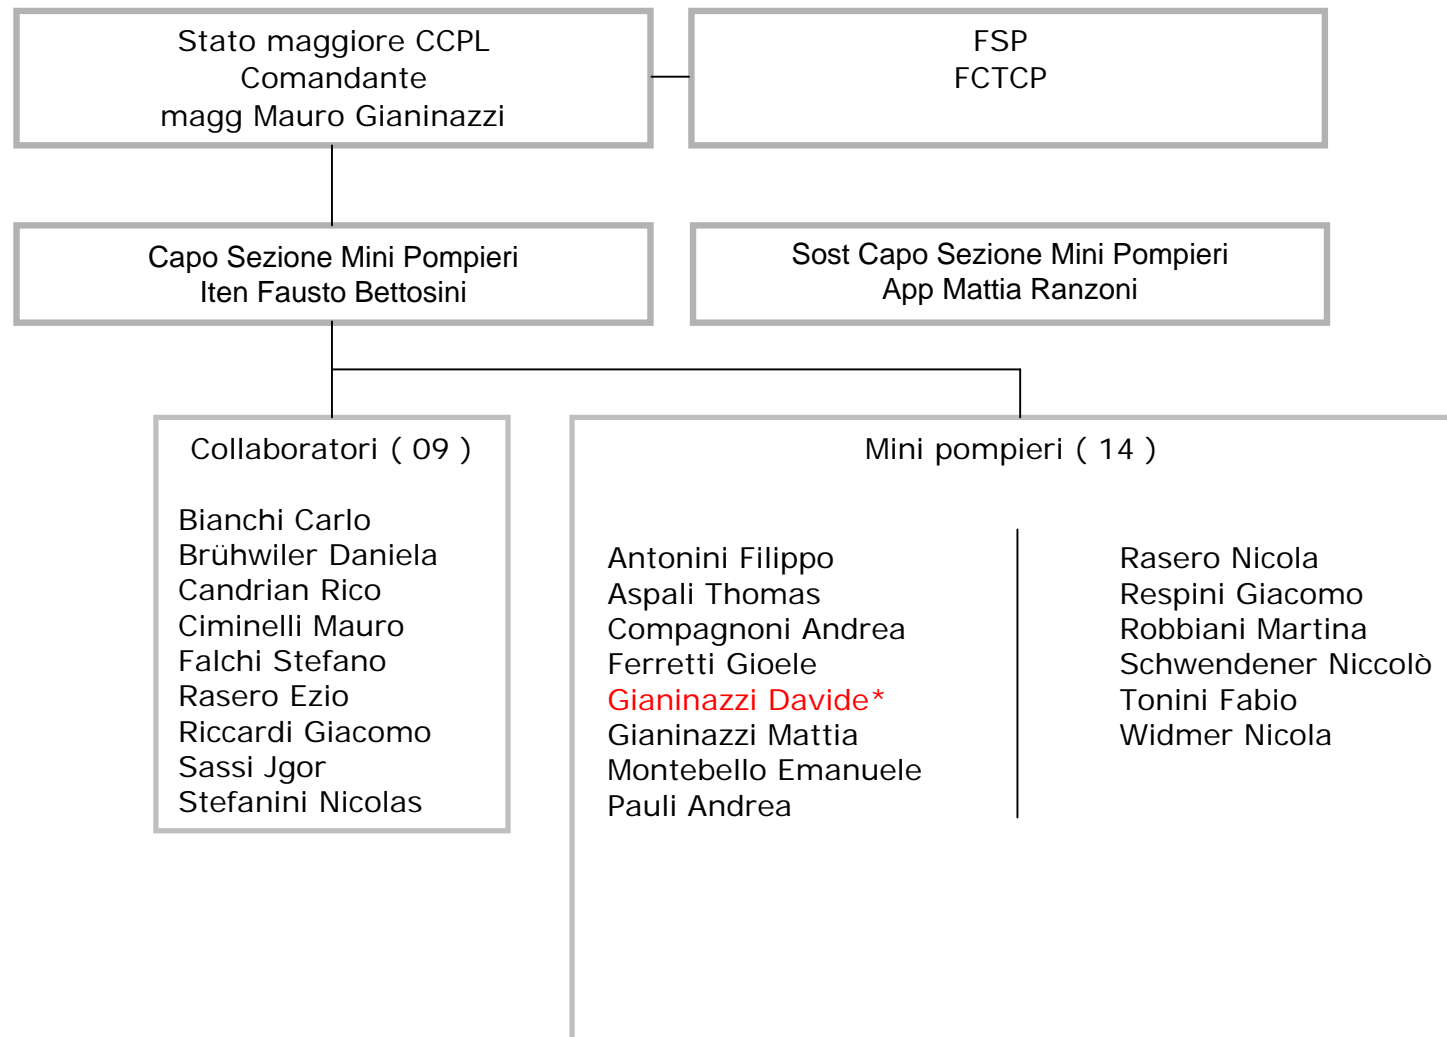 Stato maggiore CCPL
Comandante
magg Mauro Gianinazzi
FSP
FCTCP
Capo Sezione Mini Pompieri
Iten Fausto Bettosini
Sost Capo Sezione Mini Pompieri
App Mattia Ranzoni
Collaboratori ( 09 )
Bianchi Carlo
Brühwiler Daniela
Candrian Rico
Ciminelli Mauro
Falchi Stefano
Rasero Ezio
Riccardi Giacomo
Sassi Jgor
Stefanini Nicolas
Mini pompieri ( 14 )
Antonini Filippo
Aspali Thomas
Compagnoni Andrea
Ferretti Gioele
Gianinazzi Davide*
Gianinazzi Mattia
Montebello Emanuele
Pauli Andrea
Rasero Nicola
Respini Giacomo
Robbiani Martina
Schwendener Niccolò
Tonini Fabio
Widmer Nicola